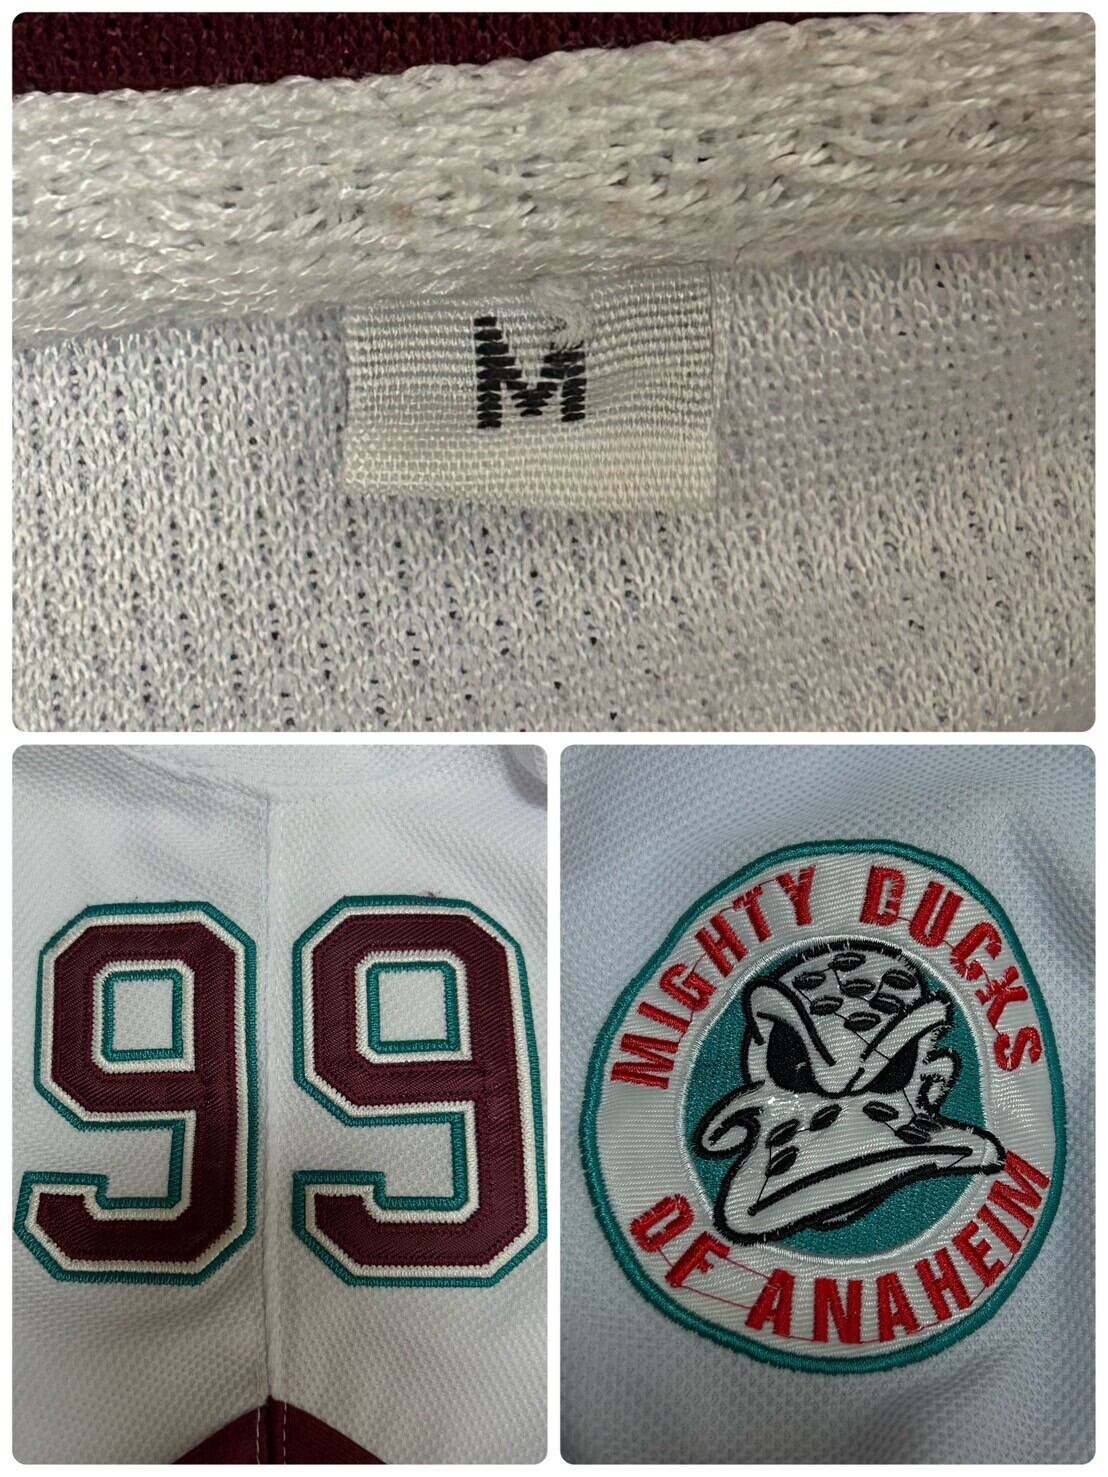 M
99
MIGHTY DUCKS
OF ANAHEIM